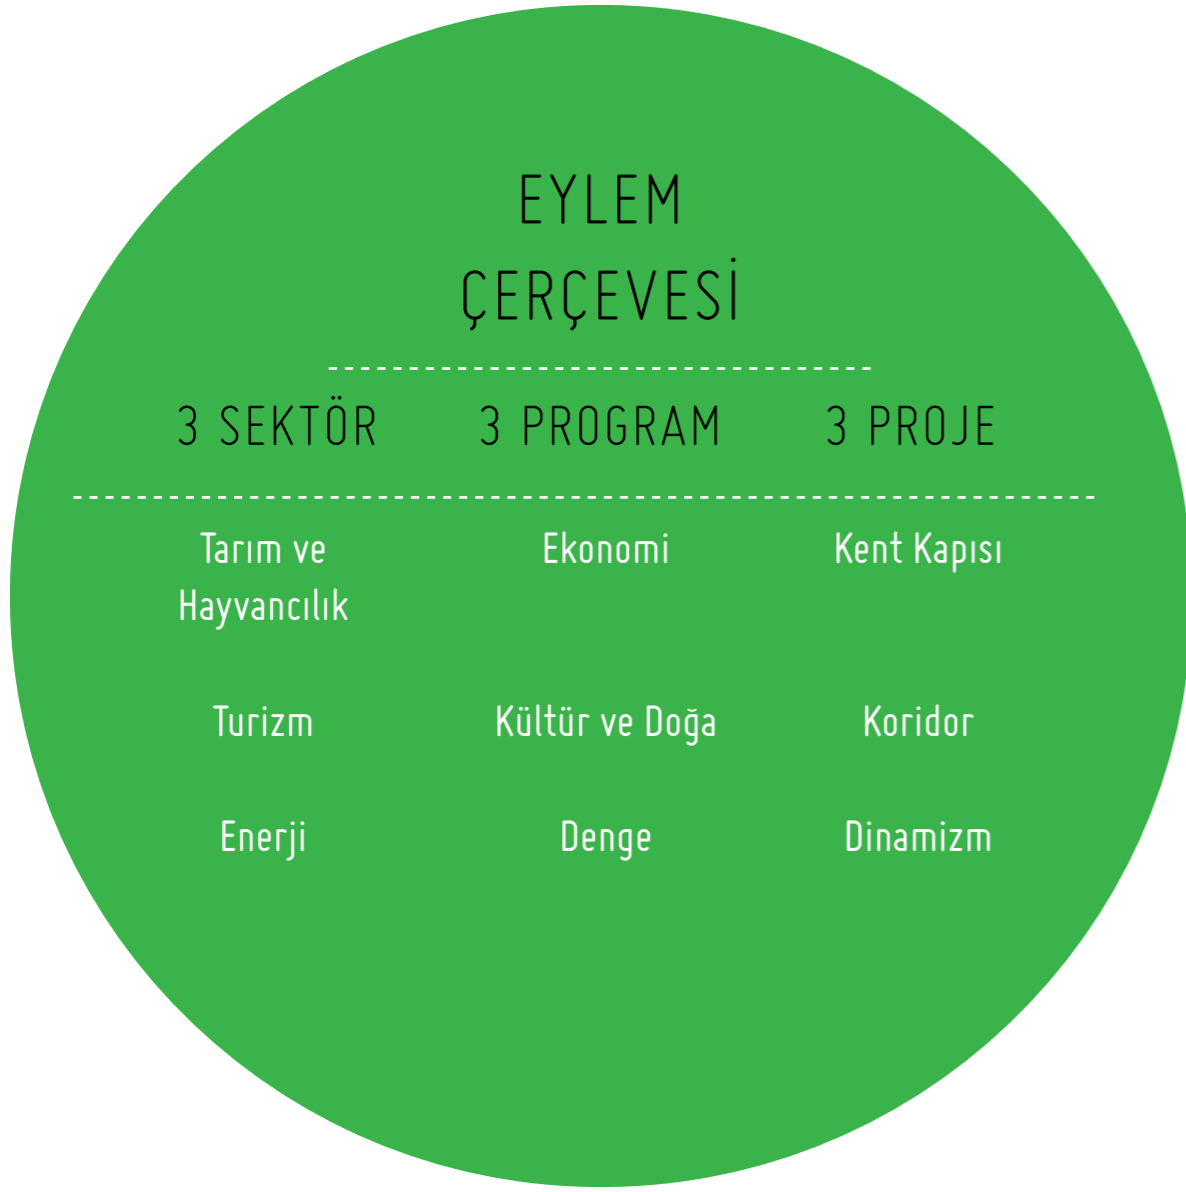 EYLEM
ÇERÇEVESİ
3 SEKTÖR 3 PROGRAM 3 PROJE
Tarım ve Ekonomi Kent Kapısı
Hayvancılık
Turizm Kültür ve Doğa Koridor
Enerji Denge Dinamizm